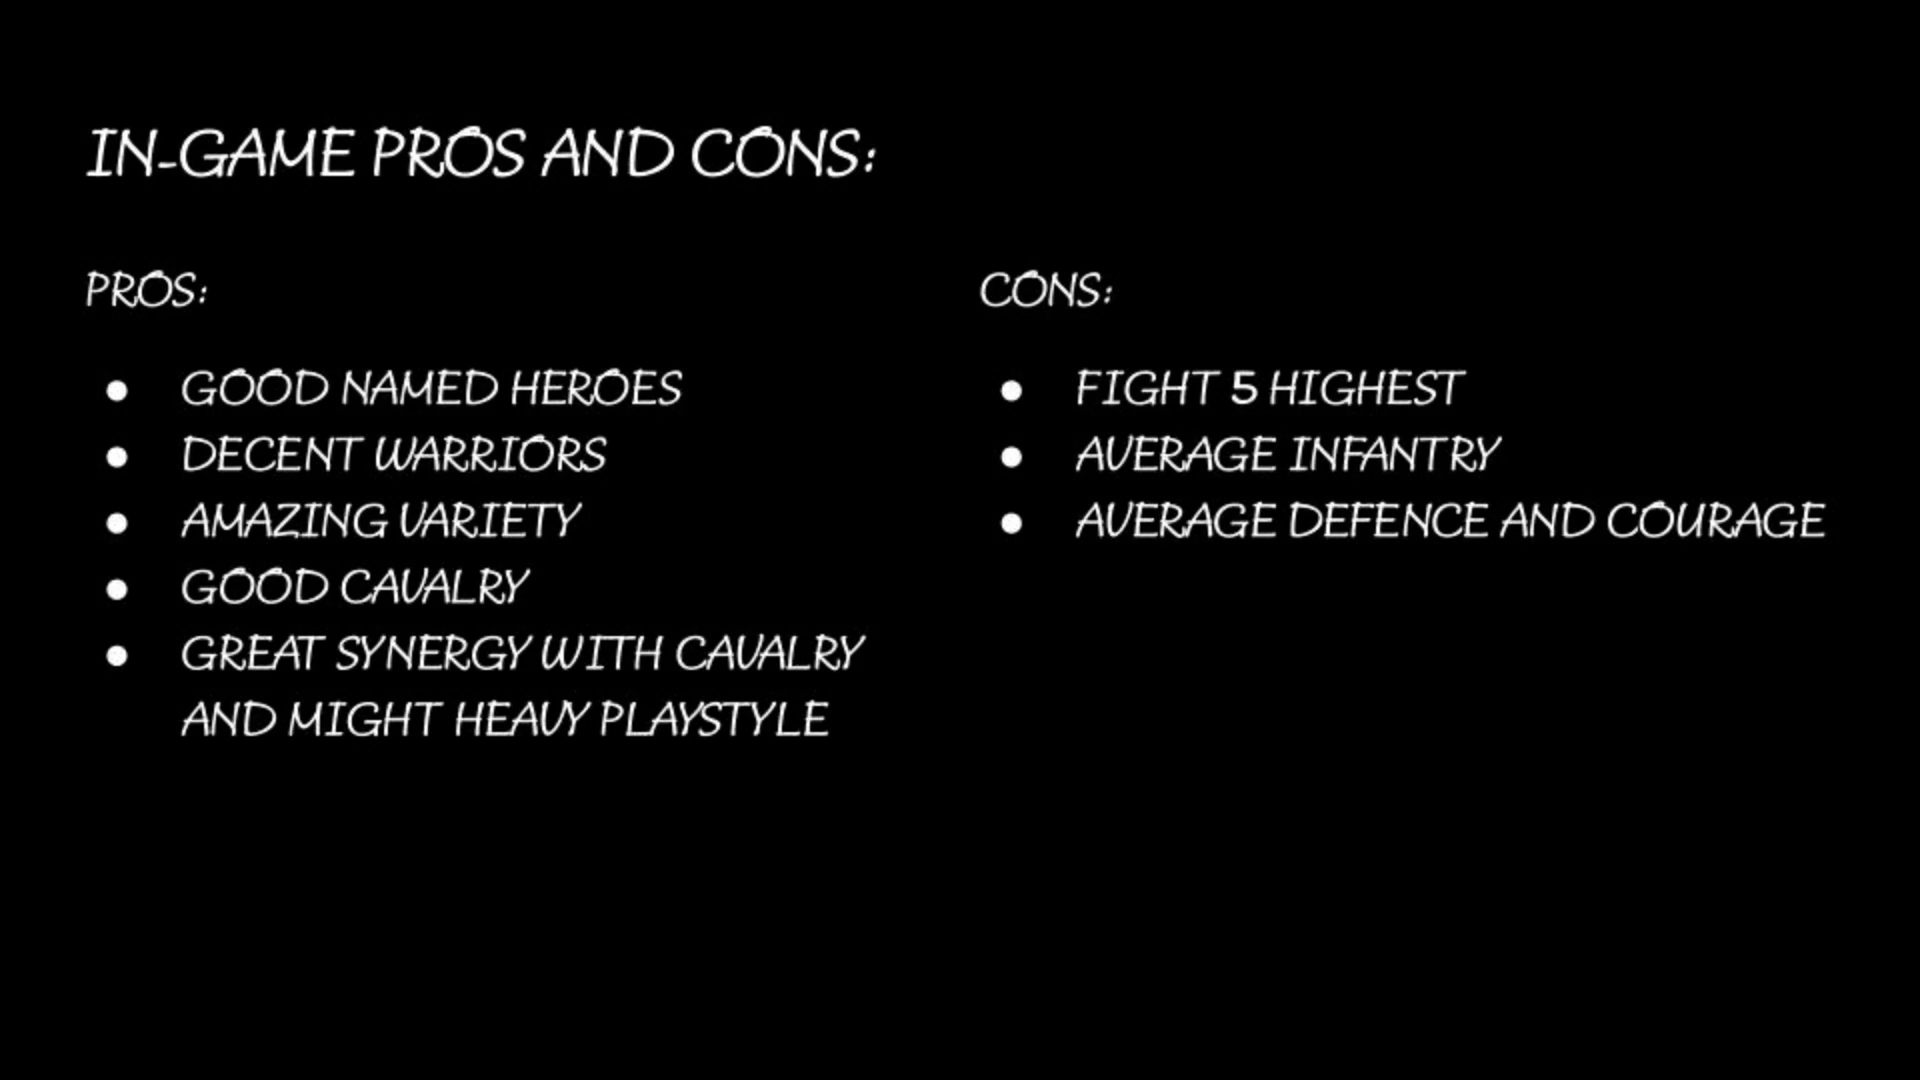 IN-GAME PROS AND CONS:
PROS:
● GOOD NAMED HEROES
● DECENT WARRIORS
● AMAZING VARIETY
● GOOD CAVALRY
● GREAT SYNERGY WITH CAVALRY
AND MIGHT HEAVY PLAYSTYLE
CONS:
● FIGHT 5 HIGHEST
● AVERAGE INFANTRY
● AVERAGE DEFENCE AND COURAGE